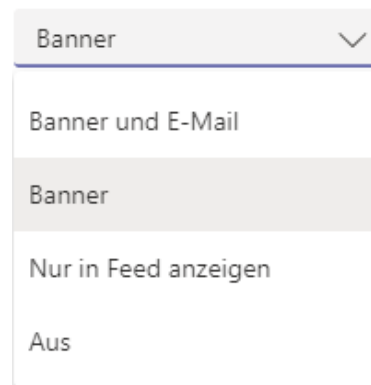 Banner
Banner und E-Mail
Banner
Nur in Feed anzeigen
Aus